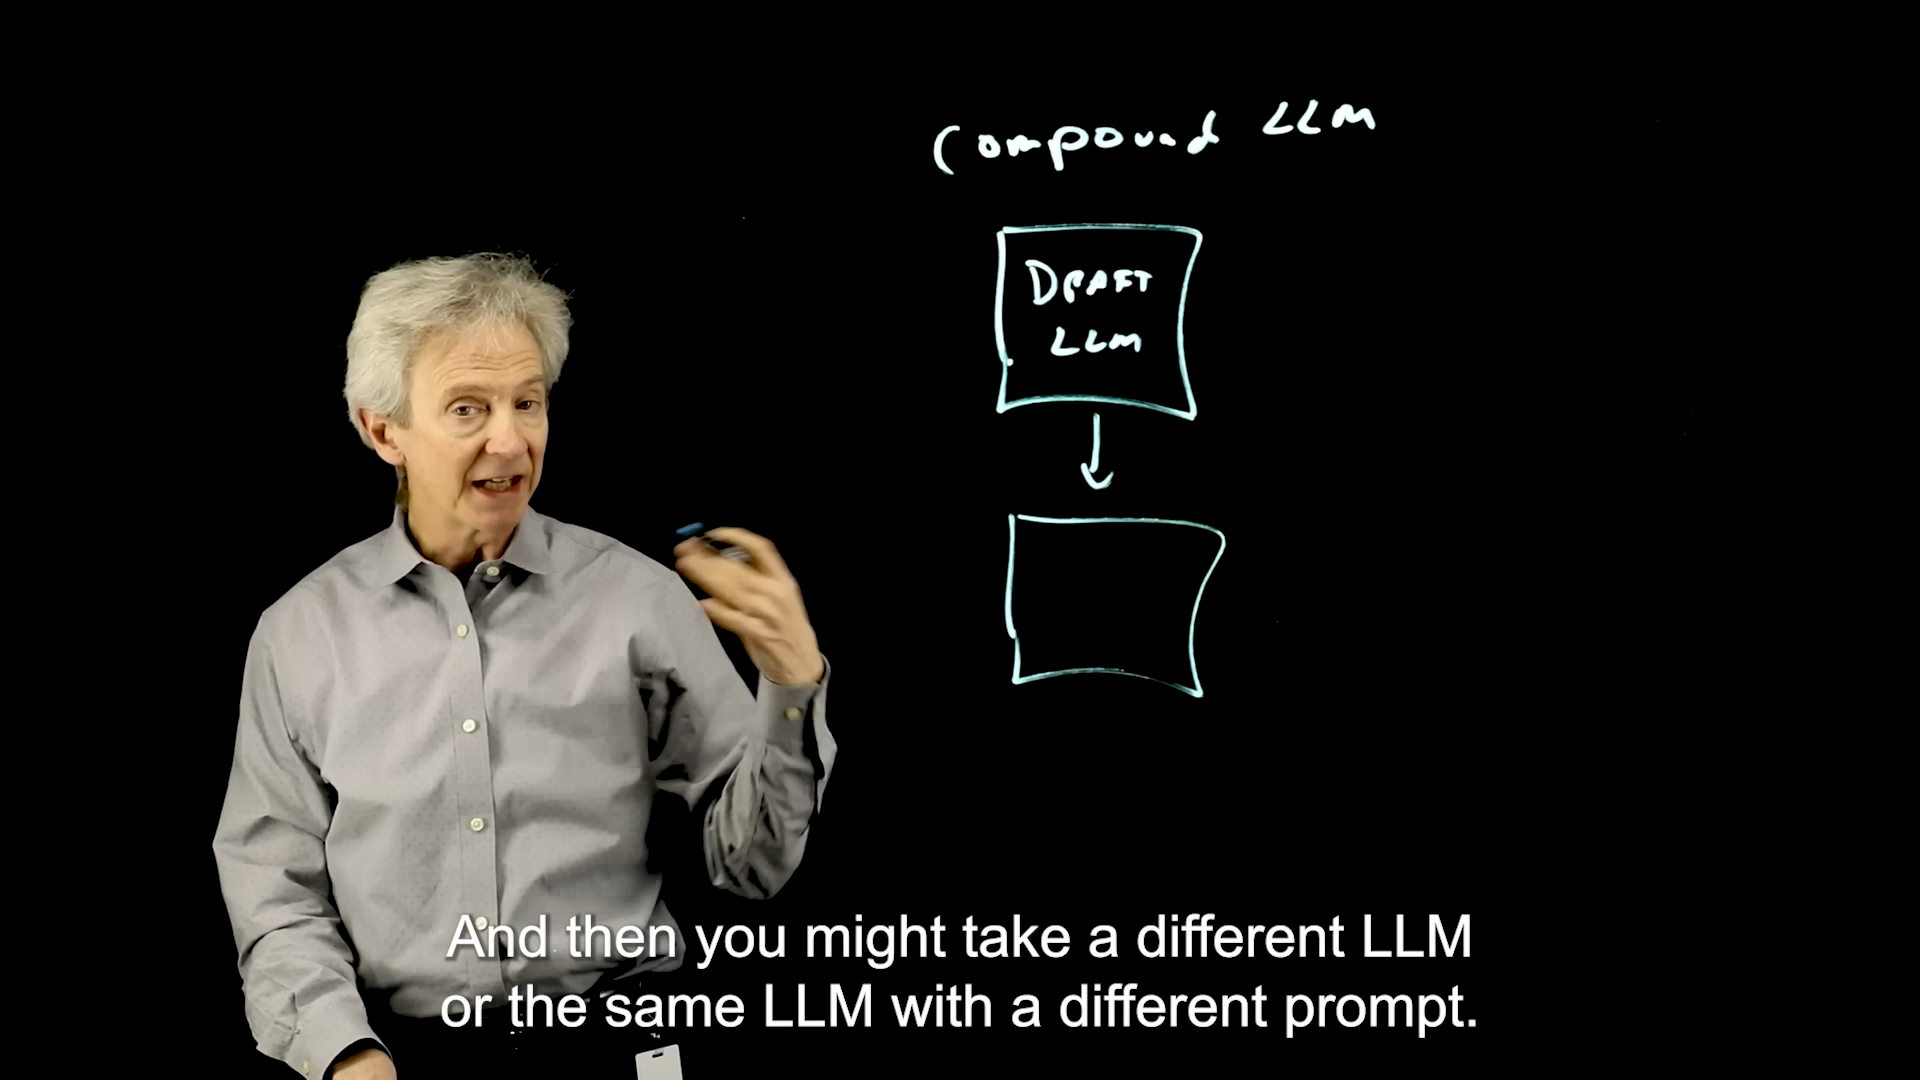 Compound LLM
DRAFT
LLM
And then you might take a different LLM
or the same LLM with a different prompt.